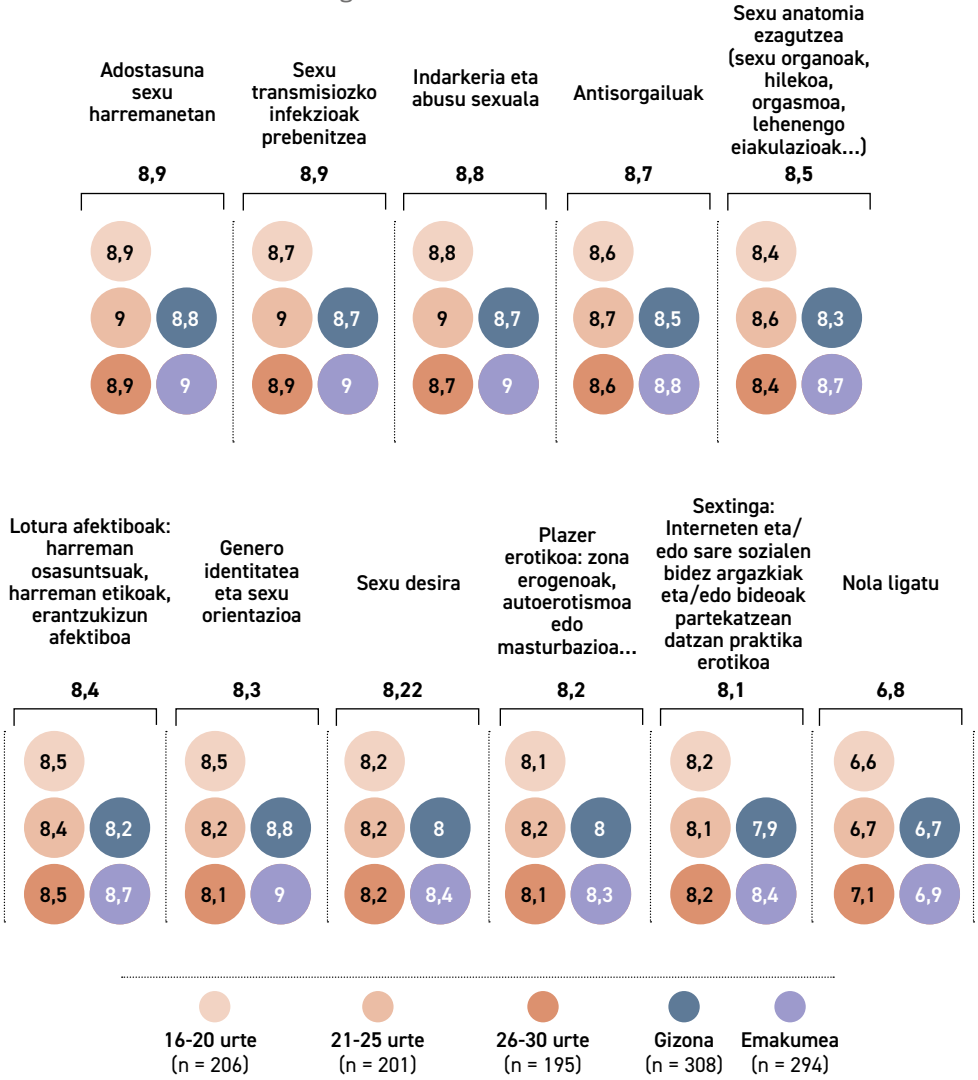 Adostasuna
sexu
harremanetan
8,9
8,9
9
8,8
8,9
9
Sexu
transmisiozko
infekzioak
prebenitzea
8,9
8,7
9
8,7
8,9
9
Indarkeria eta
abusu sexuala
8,8
8,8
9
8,7
8,7
9
Antisorgailuak
8,7
8,6
8,7
8,5
8,6
8,8
Sexu anatomia
ezagutzea
(sexu organoak,
hilekoa,
orgasmoa,
lehenengo
eiakulazioak...)
8,5
8,4
8,6
8,3
8,4
8,7
Lotura afektiboak:
harreman
osasuntsuak,
harreman etikoak,
erantzukizun
afektiboa
8,4
8,5
8,4
8,2
8,5
8,7
Genero
identitatea
eta sexu
orientazioa
8,3
8,5
8,2
8,8
8,1
9
Sexu desira
8,22
8,2
8,2
8
8,2
8,4
Plazer
erotikoa: zona
erogenoak,
autoerotismoa
edo
masturbazioa...
8,2
8,1
8,2
8
8,1
8,3
Sextinga:
Interneten eta/
edo sare sozialen
bidez argazkiak
eta/edo bideoak
partekatzean
datzan praktika
erotikoa
8,1
8,2
8,1
7,9
8,2
8,4
Nola ligatu
6,8
6,6
6,7
6,7
7,1
6,9
16-20 urte
(n = 206)
21-25 urte
(n = 201)
26-30 urte
(n = 195)
Gizona
(n = 308)
Emakumea
(n = 294)